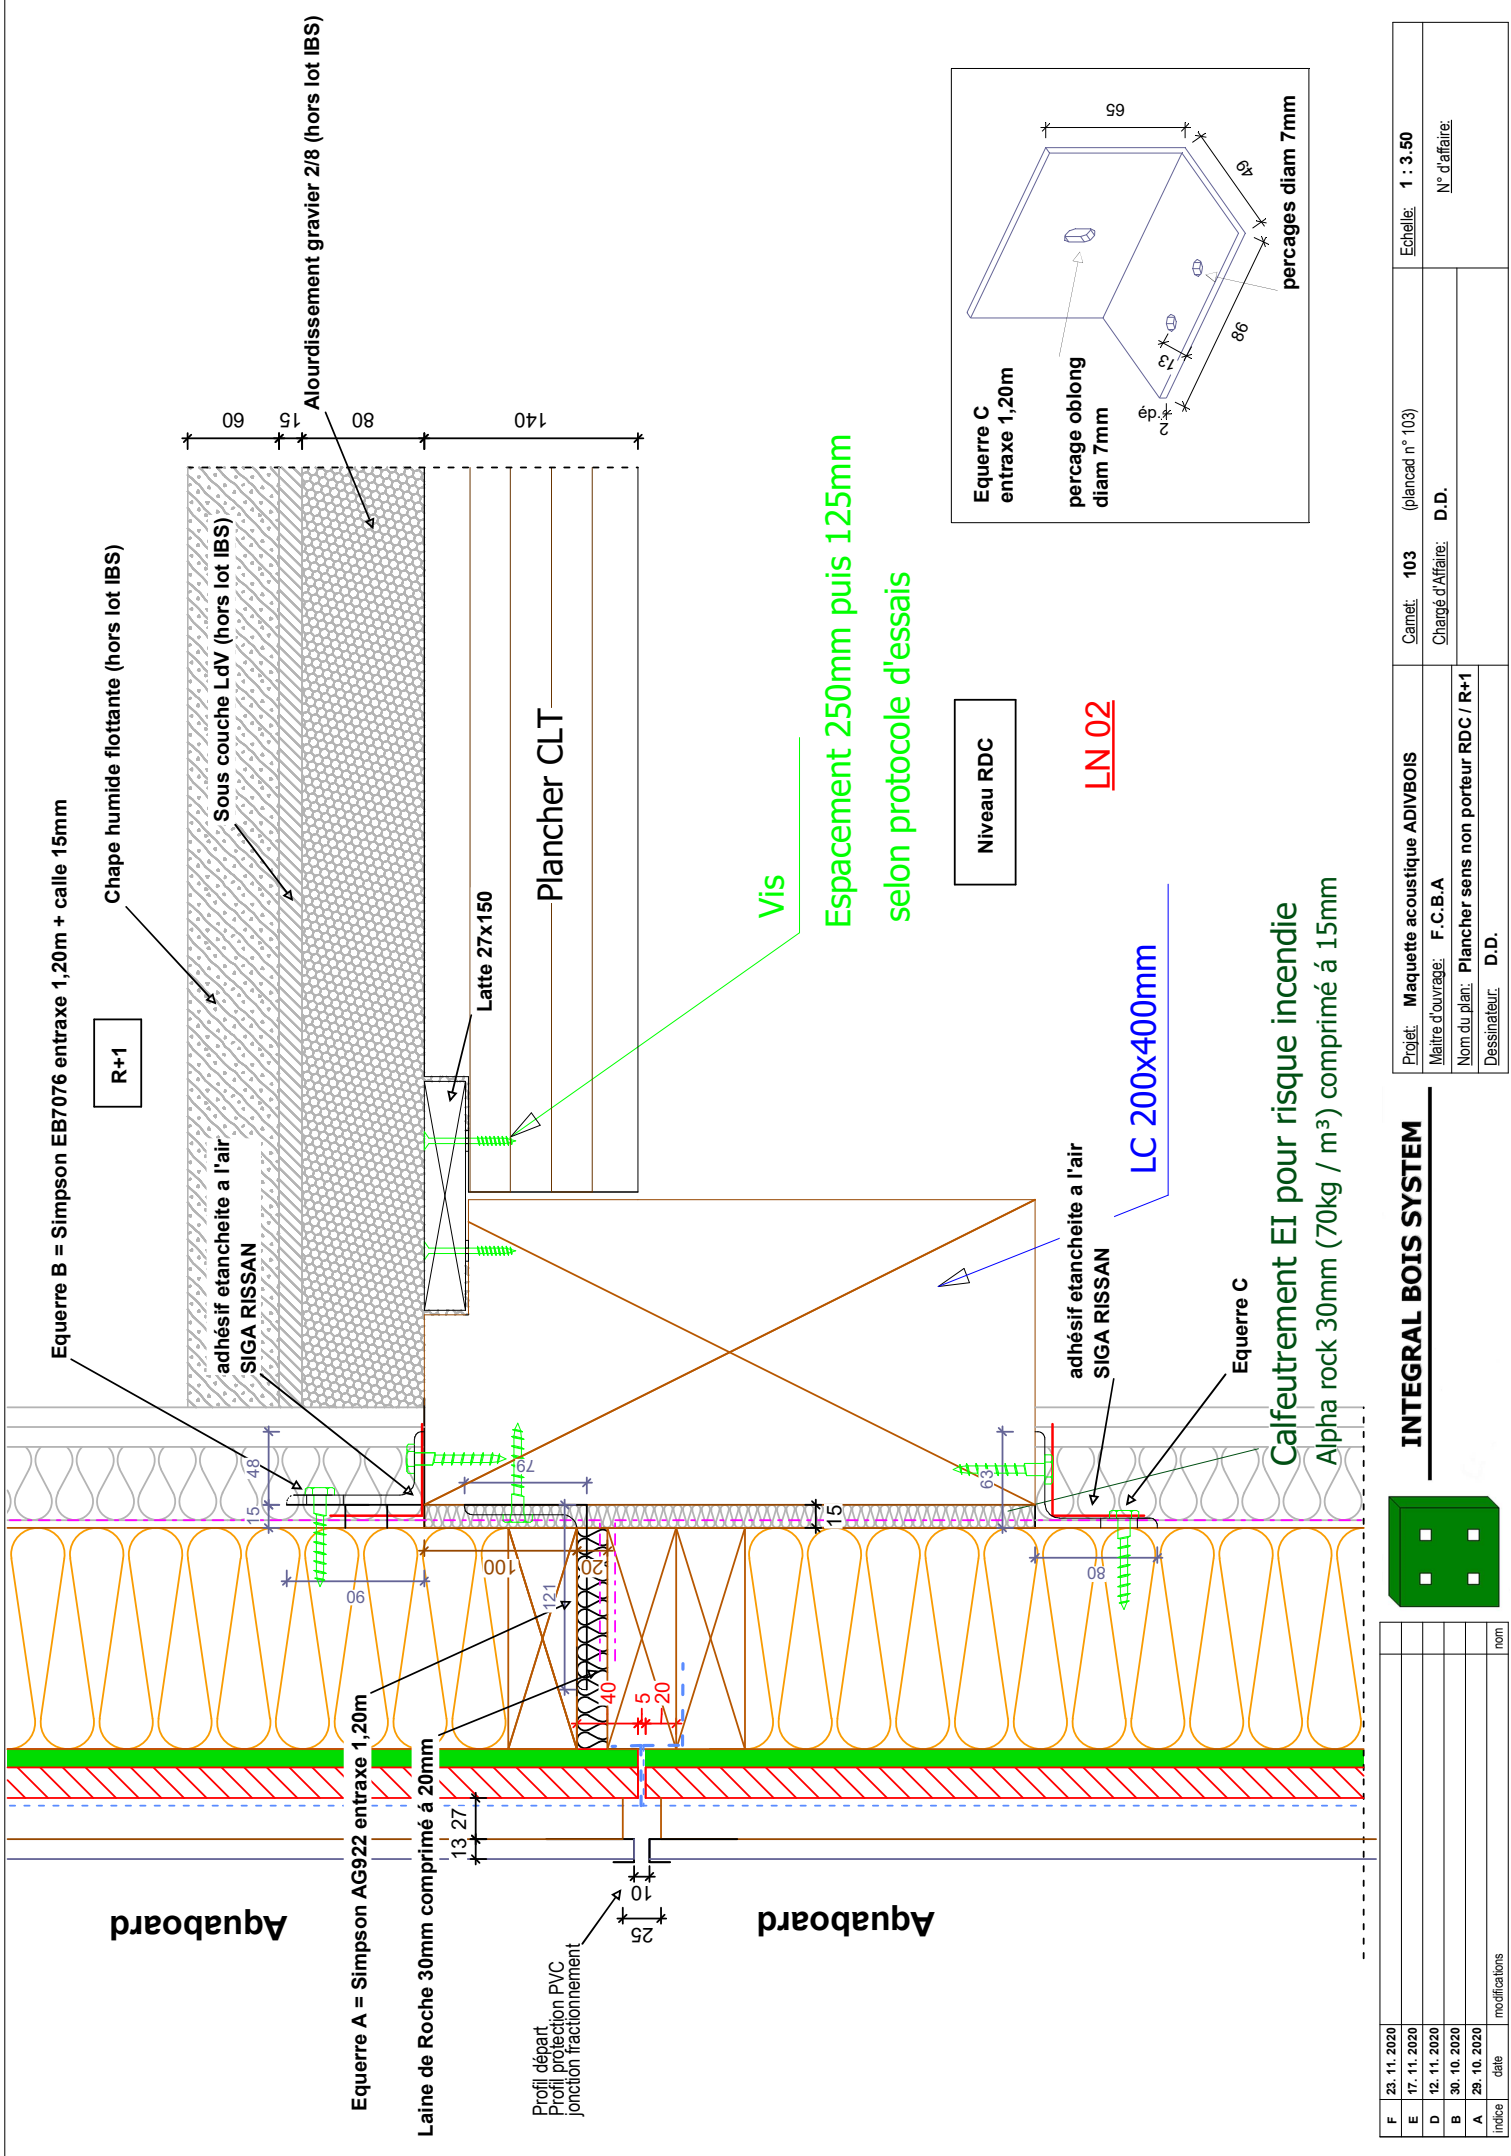 Equerre B = Simpson EB7076 entraxe 1,20m + calle 15mm
R+1
Chape humide flottante (hors lot IBS)
Sous couche LdV (hors lot IBS)
Alourdissement gravier 2/8 (hors lot IBS)
adhésif etancheite a l'air
SIGA RISSAN
60
15
80
140
Latte 27x150
Plancher CLT
Vis
Espacement 250mm puis 125mm
selon protocole d'essais
Niveau RDC
LN 02
LC 200x400mm
adhésif etancheite a l'air
SIGA RISSAN
Equerre C
Calfeutrement EI pour risque incendie
Alpha rock 30mm (70kg / m³) comprimé à 15mm
48
15
90
79
100
20
121
15
63
80
40
5
20
Equerre A = Simpson AG922 entraxe 1,20m
Laine de Roche 30mm comprimé á 20mm
13
27
10
25
Profil départ
Profil protection PVC
jonction fractionnement
Aquaboard
Aquaboard
Equerre C
entraxe 1,20m
percage oblong
diam 7mm
percages diam 7mm
65
49
98
13
2
INTEGRAL BOIS SYSTEM
Projet: Maquette acoustique ADIVBOIS
Maitre d'ouvrage: F.C.B.A
Nom du plan: Plancher sens non porteur RDC / R+1
Dessinateur: D.D.
Carnet: 103 (plancad n° 103)
Chargé d'Affaire: D.D.
Echelle: 1 : 3.50
N° d'affaire:
F 23. 11. 2020
E 17. 11. 2020
D 12. 11. 2020
B 30. 10. 2020
A 29. 10. 2020
indice date modifications nom